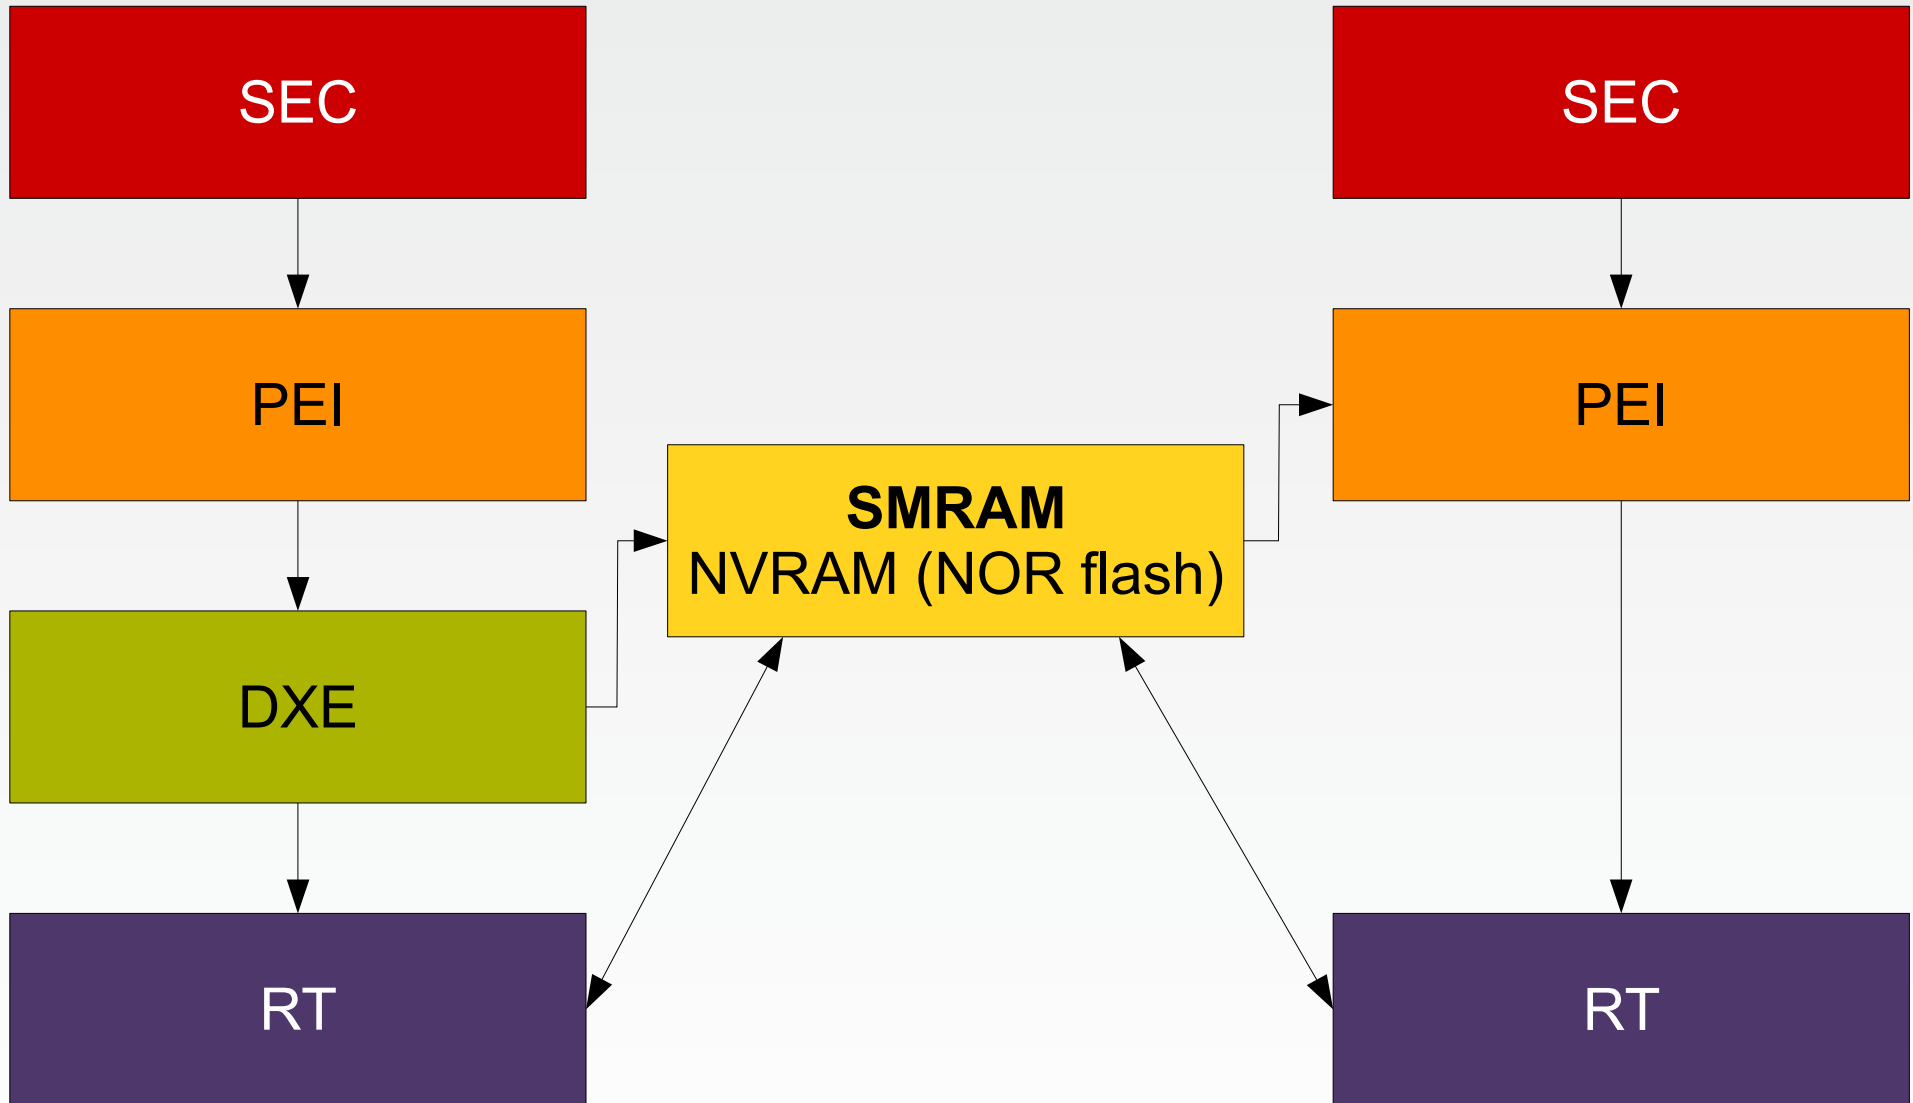 SEC
SEC
PEI
PEI
SMRAM
NVRAM (NOR flash)
DXE
RT
RT